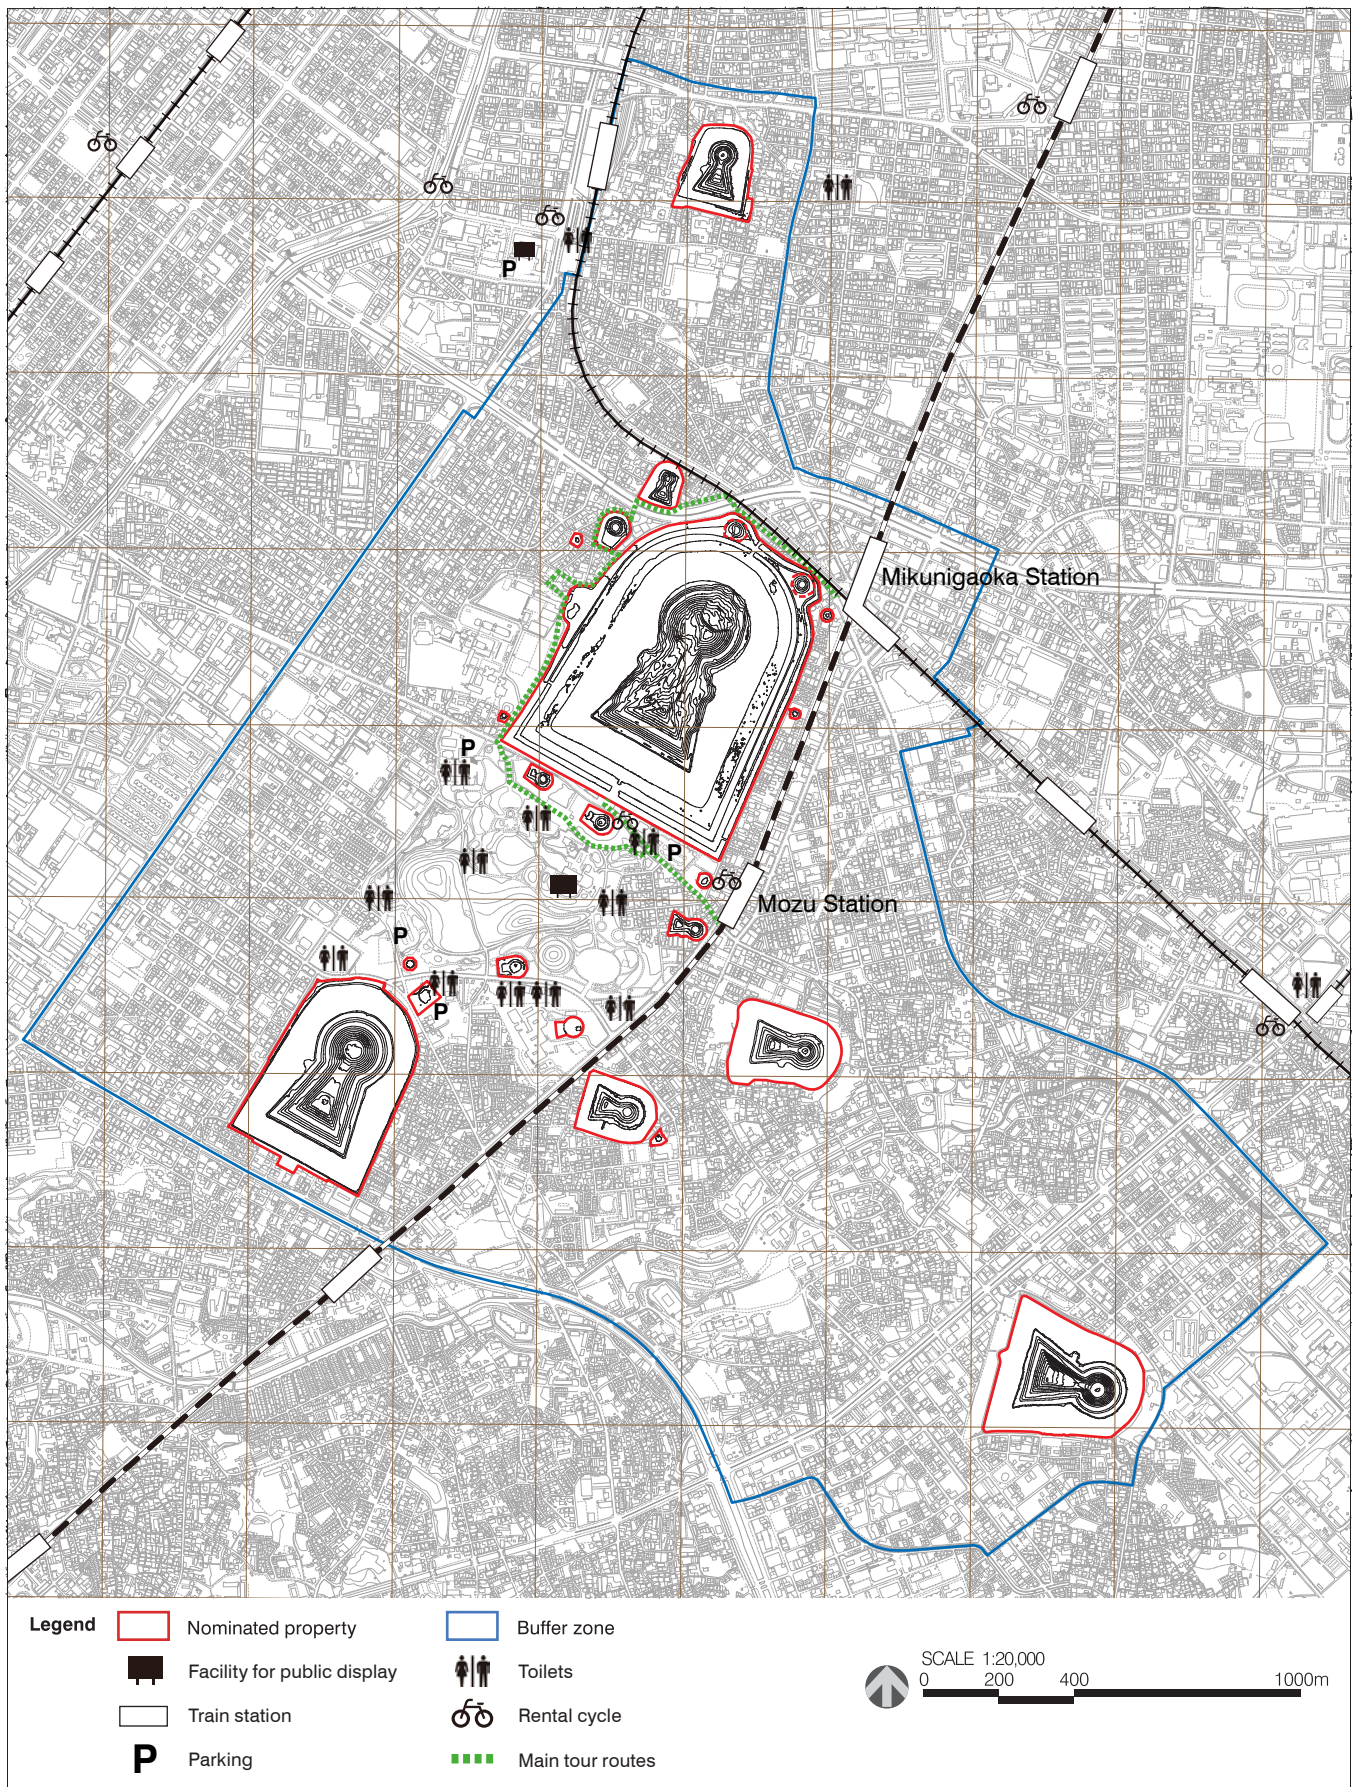 P
Mikunigaoka Station
P
P
Mozu Station
P
P
Legend
Nominated property
Buffer zone
Facility for public display
Toilets
Train station
Rental cycle
P Parking
Main tour routes
SCALE 1:20,000
0 200 400 1000m